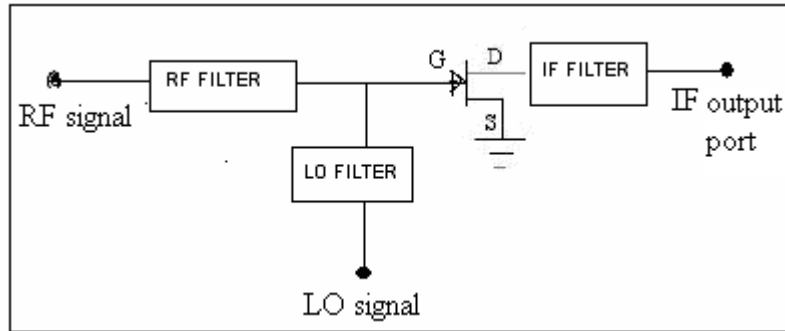 G
D
RF FILTER
IF FILTER
RF signal
S
IF output
port
LO FILTER
LO signal